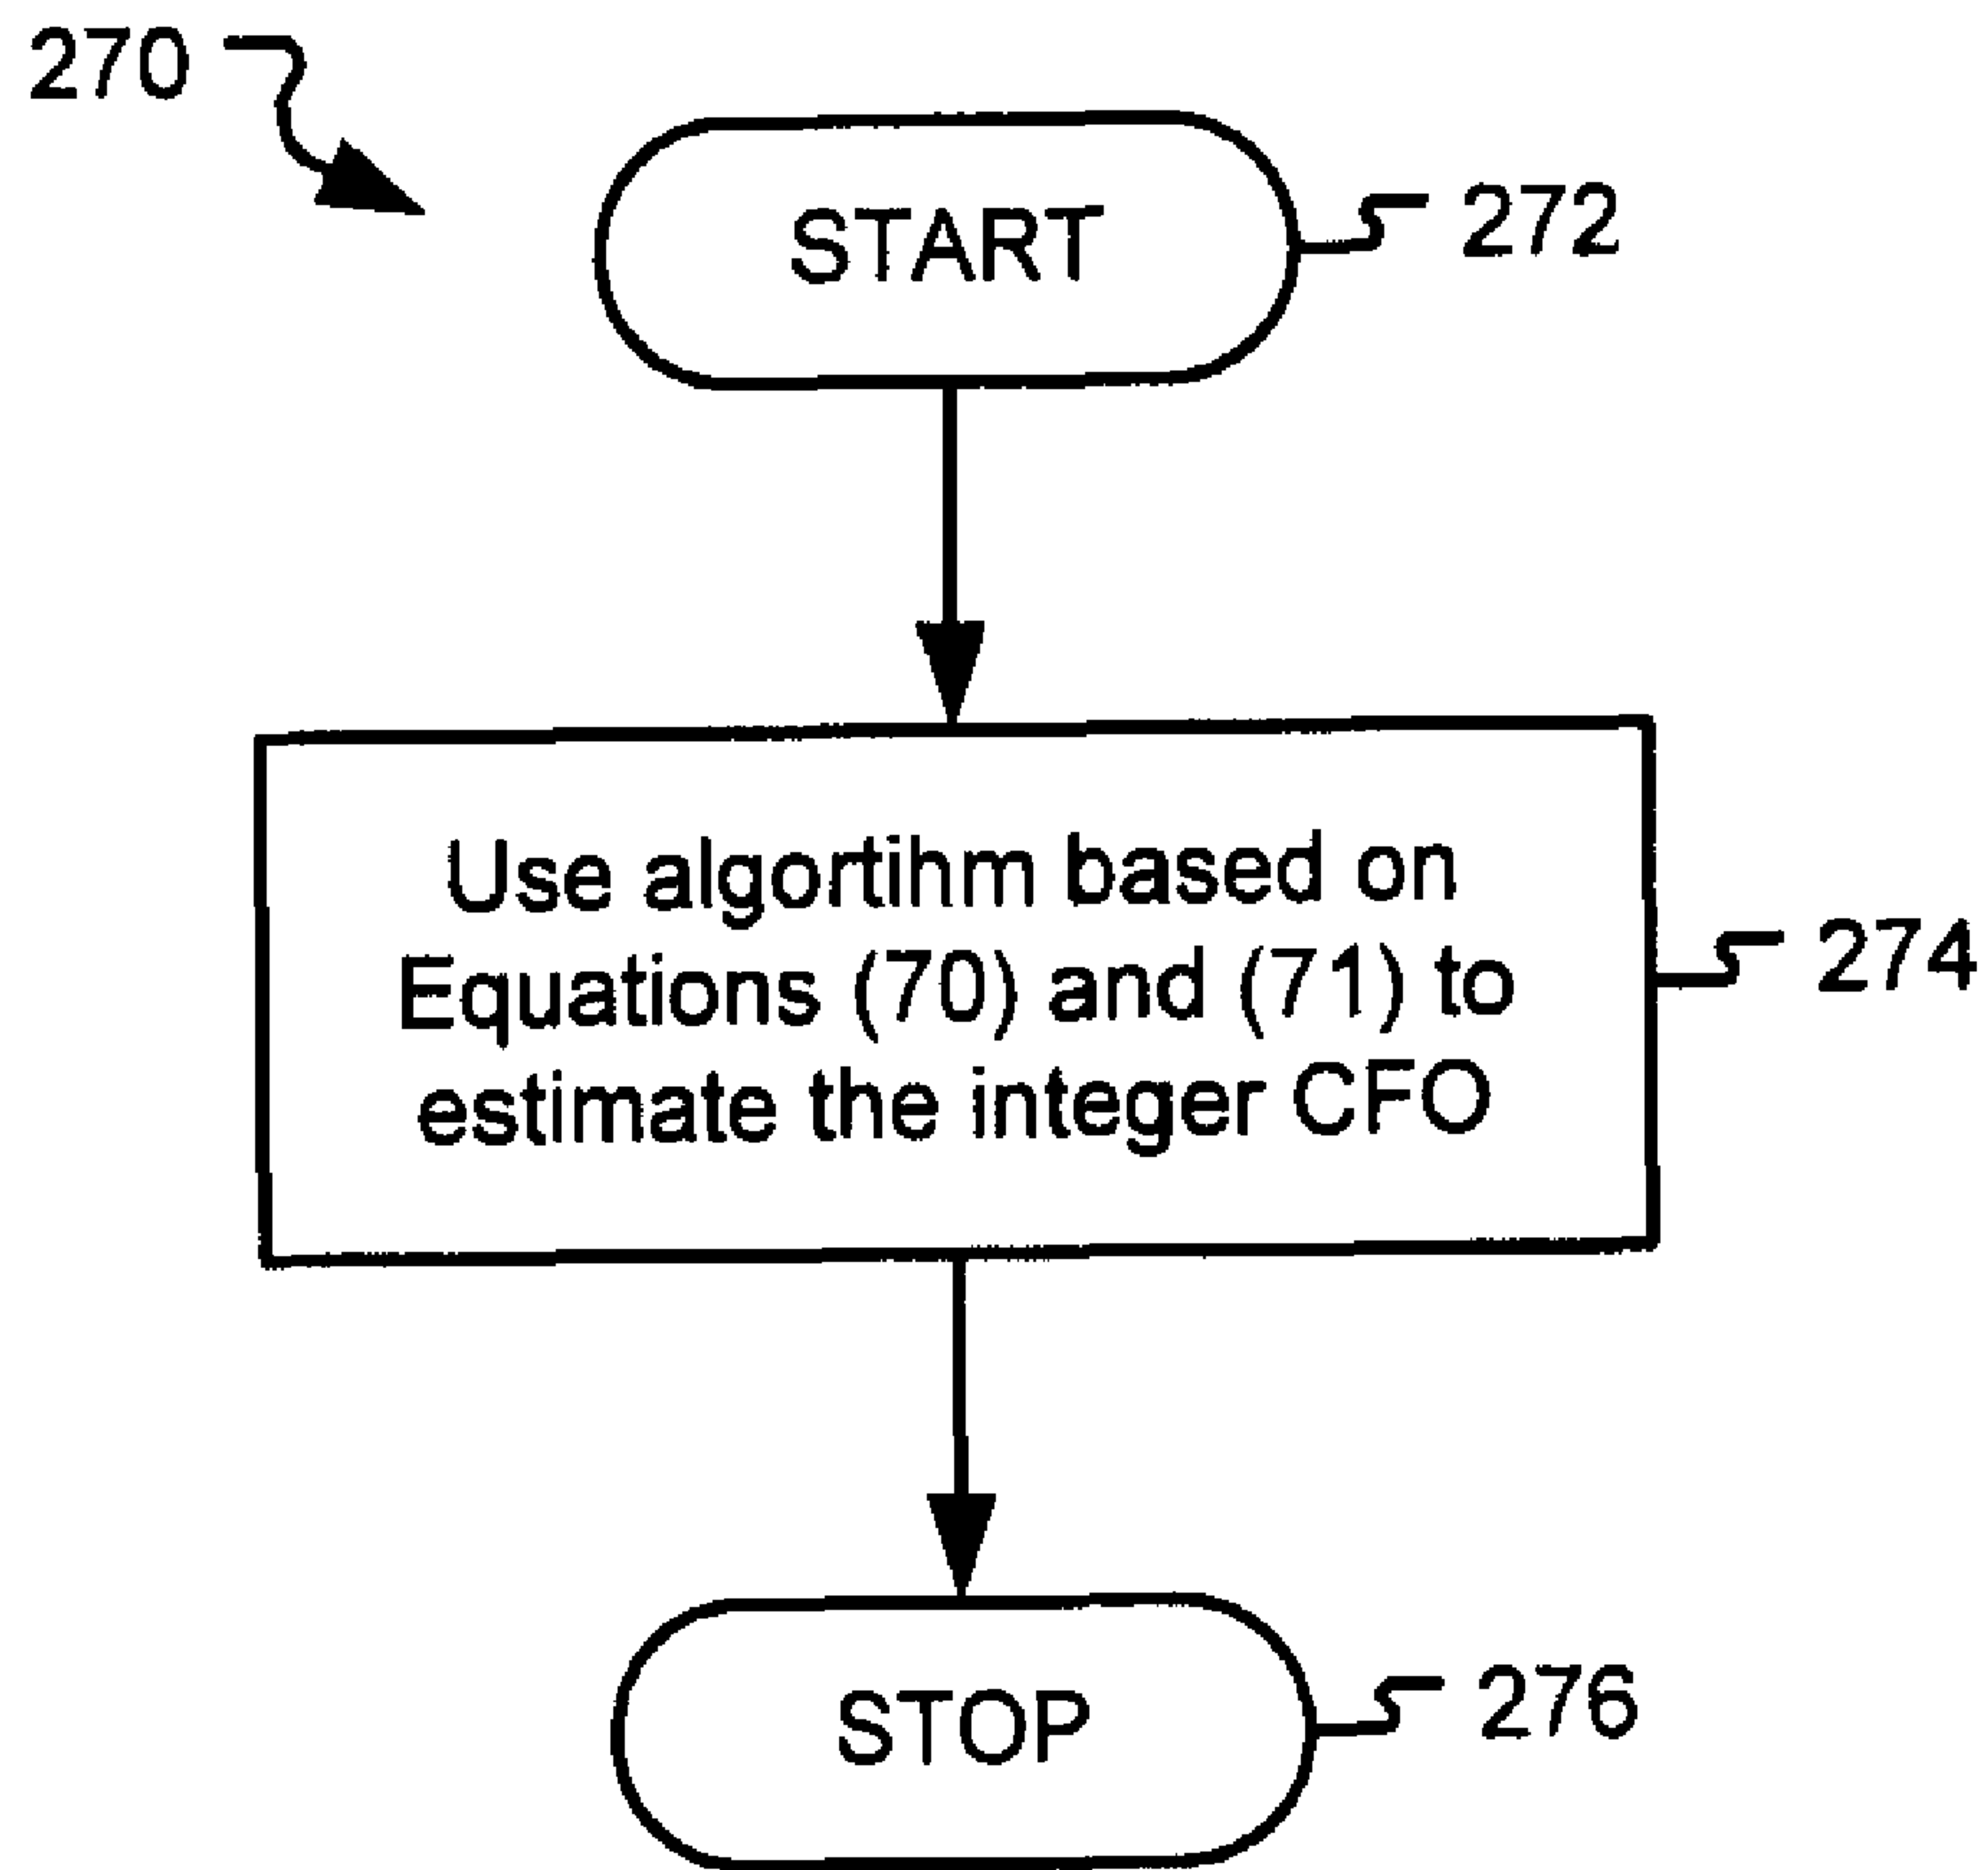 270
START
272
Use algortihm based on
Equations (70) and (71) to
estimate the integer CFO
274
STOP
276